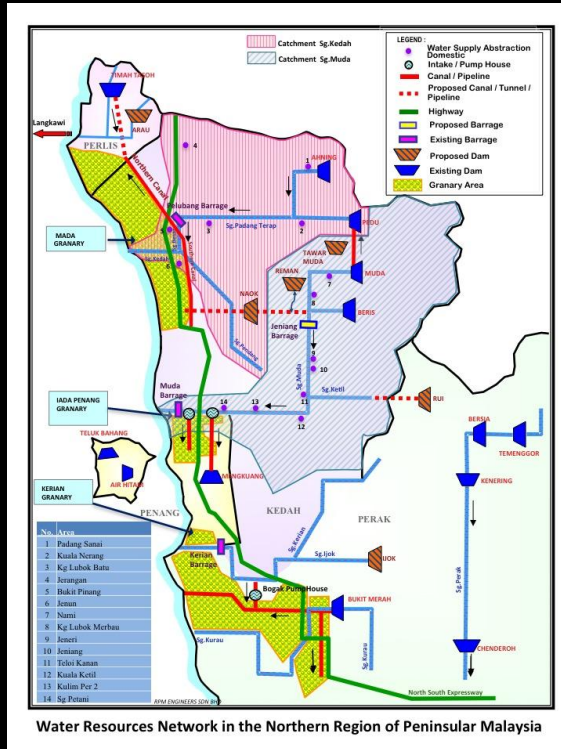 LEGEND :
Water Supply Abstraction
Domestic
Intake / Pump House
Canal / Pipeline
Proposed Canal / Tunnel /
Pipeline
Highway
Proposed Barrage
Existing Barrage
Proposed Dam
Existing Dam
Granary Area
Catchment Sg.Kedah
Catchment Sg.Muda
TIMAH TASOH
Langkawi
ARAU
PERLIS
Northern Canal
4
1
AHNING
Pelubang Barrage
PEDU
5
3
Sg.Padang Terap
2
MADA
GRANARY
TAWAR
MUDA
Sg.Kedah
6
REMAN
MUDA
7
NAOK
8
BERIS
Jeniang
Barrage
Sg.Pendang
9
10
Muda
Barrage
Sg.Muda
Sg.Ketil
IADA PENANG
GRANARY
14
13
11
12
RUI
TELUK BAHANG
BERSIA
TEMENGGOR
AIR HITAM
MENGKUANG
KENERING
KERIAN
GRANARY
PENANG
KEDAH
PERAK
Sg.Kerian
Kerian
Barrage
Sg.Ijok
IJOK
Sg.Perak
Bogak PumpHouse
BUKIT MERAH
Sg.Kurau
Sg.Kurau
CHENDEROH
North South Expressway
No. Area
1 Padang Sanai
2 Kuala Nerang
3 Kg Lubok Batu
4 Jerangan
5 Bukit Pinang
6 Jenun
7 Nami
8 Kg Lubok Merbau
9 Jeneri
10 Jeniang
11 Teloi Kanan
12 Kuala Ketil
13 Kulim Per 2
14 Sg Petani
RPM ENGINEERS SDN BHD
Water Resources Network in the Northern Region of Peninsular Malaysia